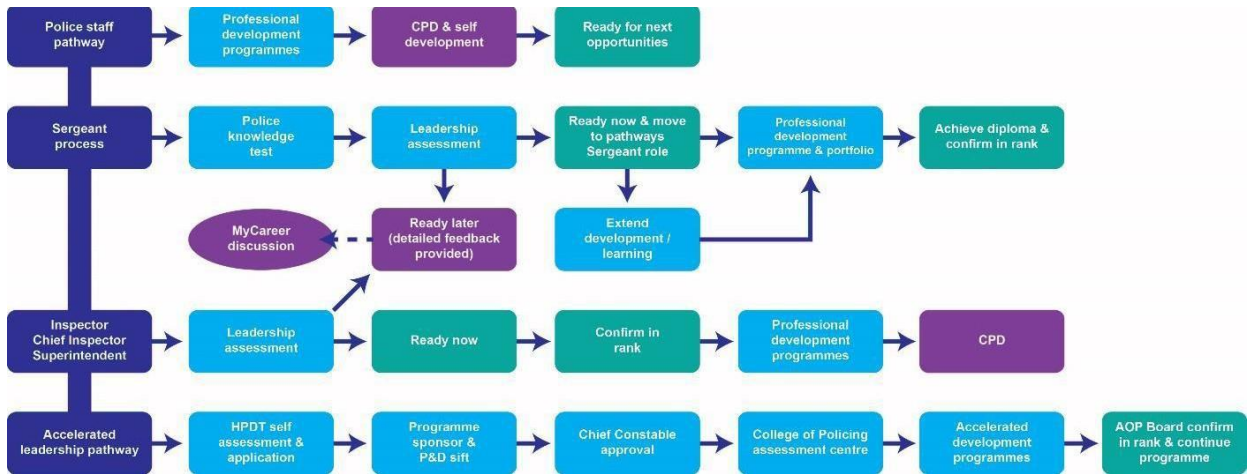 Police staff
pathway
Professional
development
programmes
CPD & self
development
Ready for next
opportunities
Sergeant
process
Police
knowledge
test
Leadership
assessment
Ready now & move
to pathways
Sergeant role
Professional
development
programme & portfolio
Achieve diploma &
confirm in rank
MyCareer
discussion
Ready later
(detailed feedback
provided)
Extend
development /
learning
Inspector
Chief Inspector
Superintendent
Leadership
assessment
Ready now
Confirm in
rank
Professional
development
programmes
CPD
Accelerated
leadership pathway
HPDT self
assessment &
application
Programme
sponsor &
P&D sift
Chief Constable
approval
College of Policing
assessment centre
Accelerated
development
programmes
AOP Board confirm
in rank & continue
programme